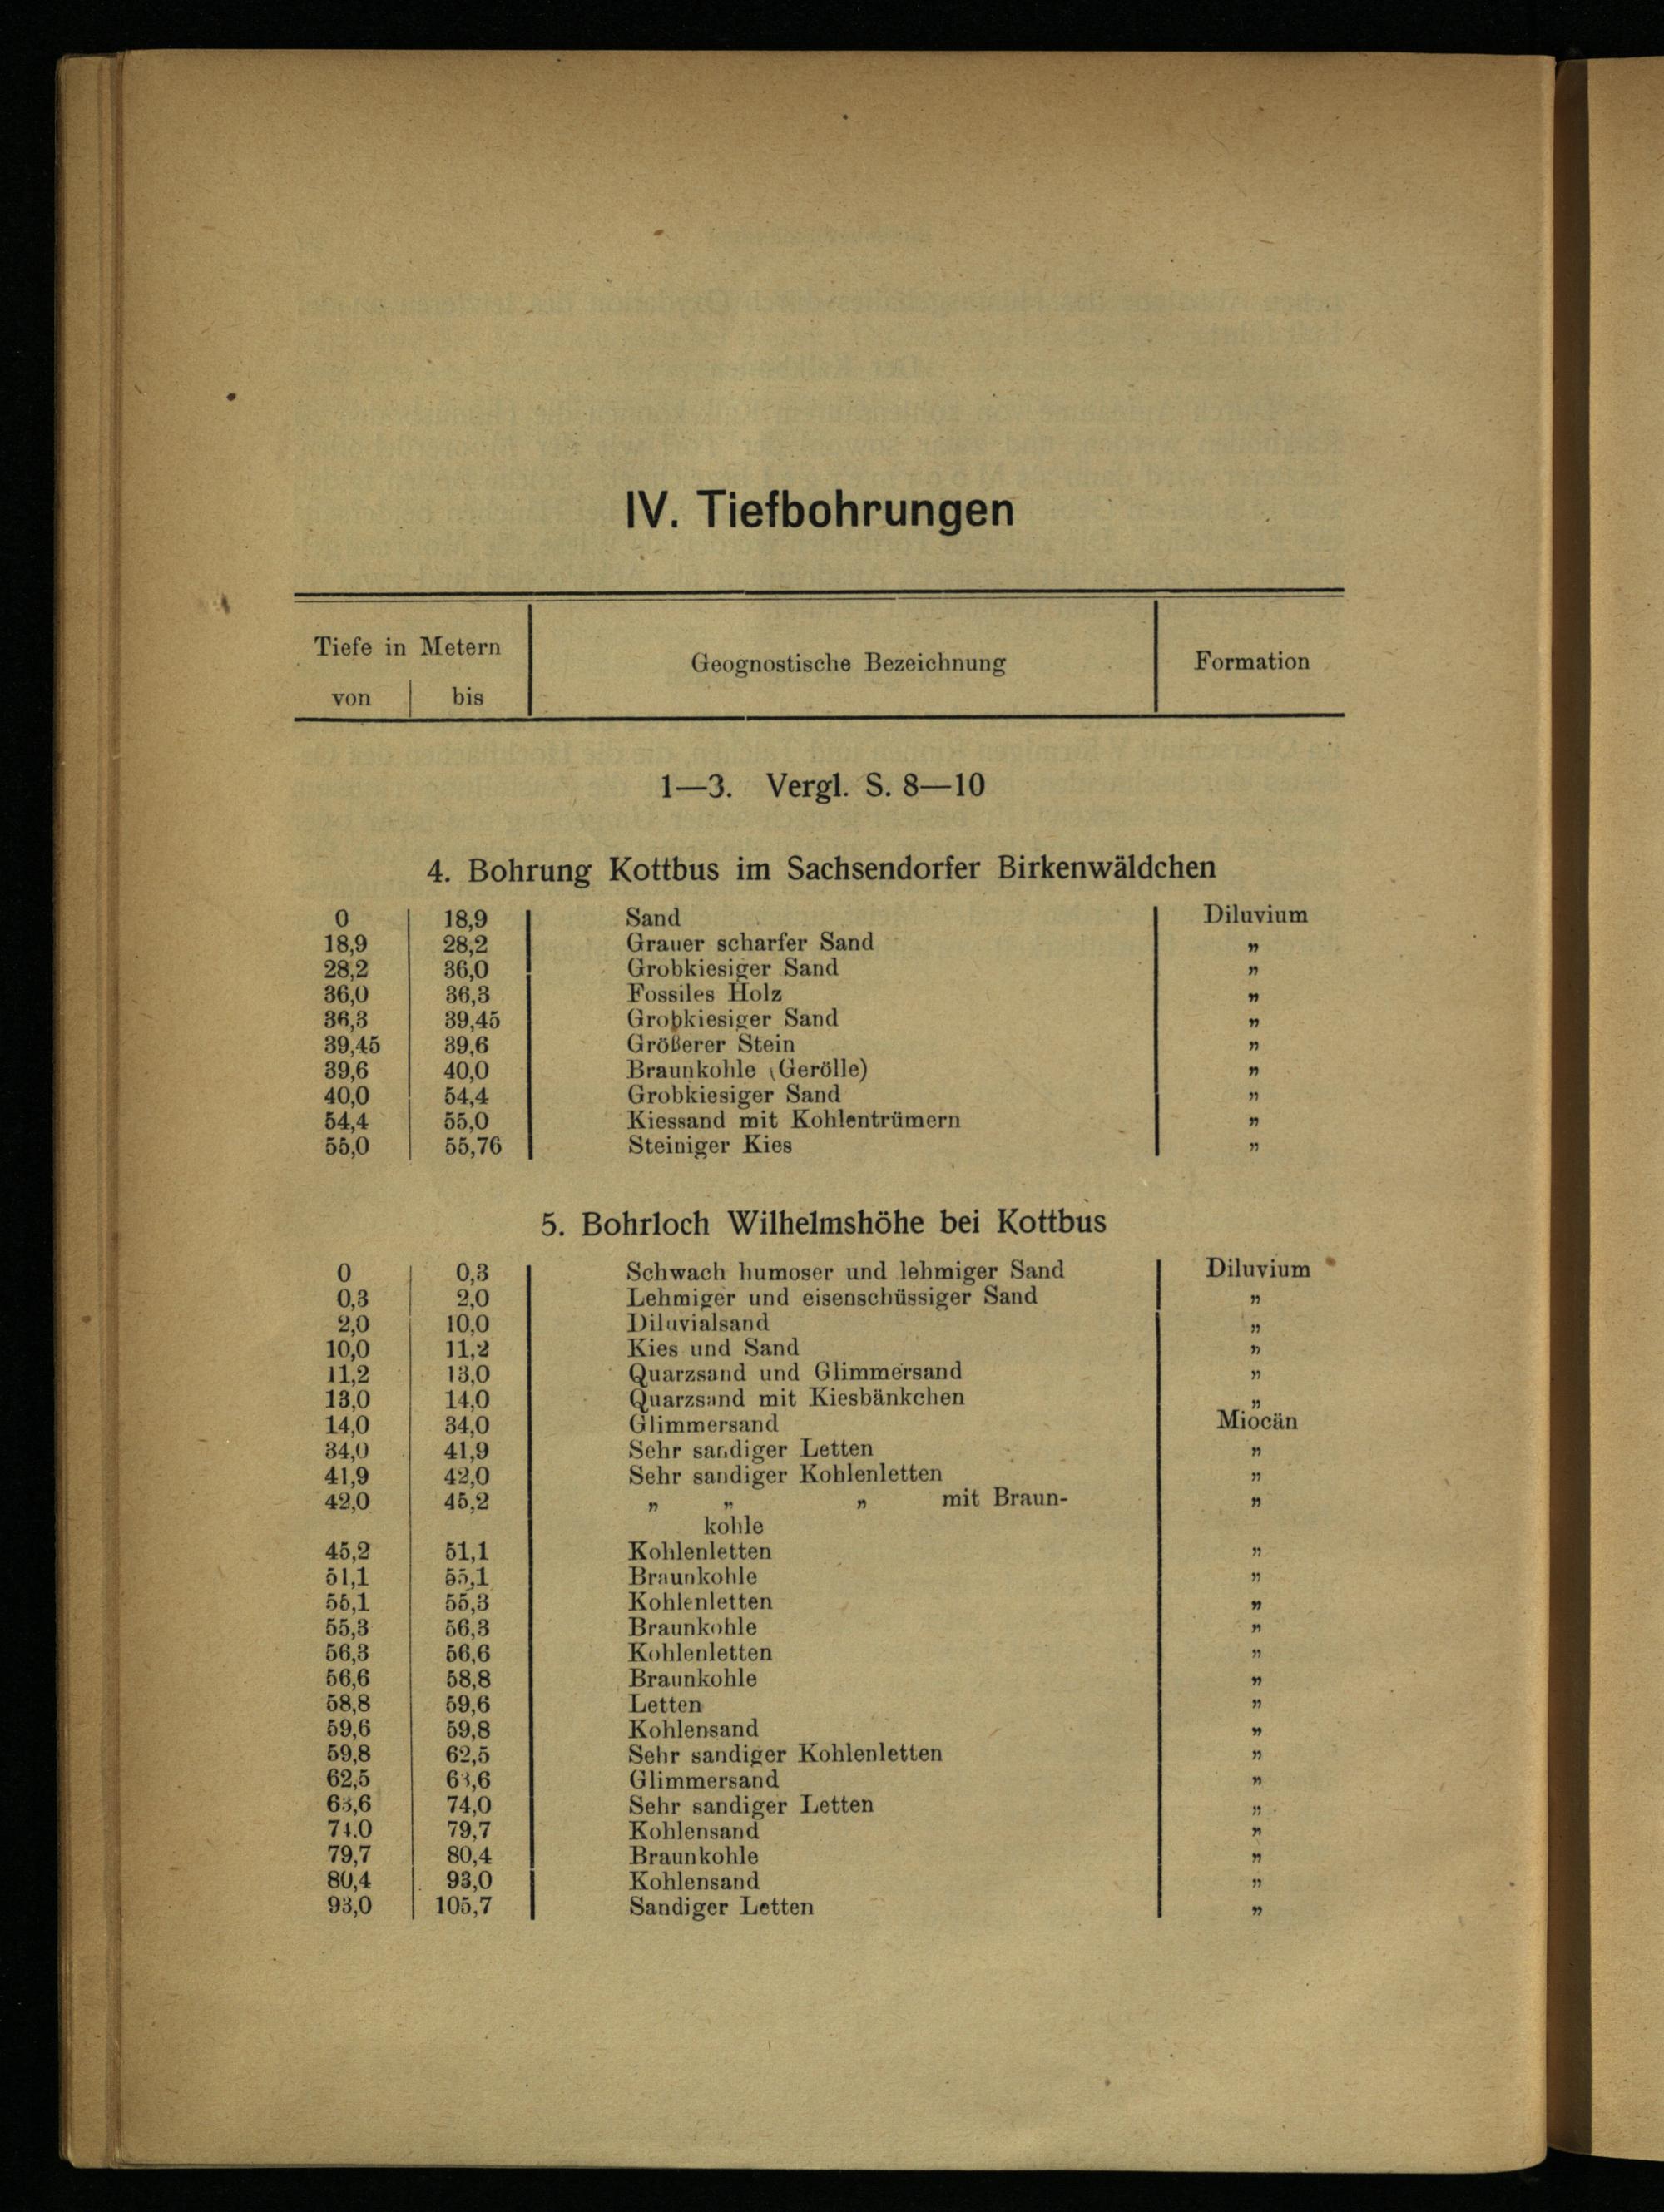 IV. Tiefbohrungen
Tiefe in Metern
von bis
Geognostische Bezeichnung
Formation
1—3. Vergl. S. 8—10
4. Bohrung Kottbus im Sachsendorfer Birkenwäldchen
0 18,9 Sand Diluvium
18,9 28,2 Grauer scharfer Sand „
28,2 36,0 Grobkiesiger Sand „
36,0 36,3 Fossiles Holz „
36,3 39,45 Grobkiesiger Sand „
39,45 39,6 Größerer Stein „
39,6 40,0 Braunkohle (Gerölle) „
40,0 54,4 Grobkiesiger Sand „
54,4 55,0 Kiessand mit Kohlentrümern „
55,0 55,76 Steiniger Kies „
5. Bohrloch Wilhelmshöhe bei Kottbus
0 0,3 Schwach humoser und lehmiger Sand Diluvium
0,3 2,0 Lehmiger und eisenschüssiger Sand „
2,0 10,0 Diluvialsand „
10,0 11,2 Kies und Sand „
11,2 13,0 Quarzsand und Glimmersand „
13,0 14,0 Quarzsand mit Kiesbänkchen „
14,0 34,0 Glimmersand Miocän
34,0 41,9 Sehr sandiger Letten „
41,9 42,0 Sehr sandiger Kohlenletten „
42,0 45,2 „ „ „ mit Braun- „
kohle
45,2 51,1 Kohlenletten „
51,1 55,1 Braunkohle „
55,1 55,3 Kohlenletten „
55,3 56,3 Braunkohle „
56,3 56,6 Kohlenletten „
56,6 58,8 Braunkohle „
58,8 59,6 Letten „
59,6 59,8 Kohlensand „
59,8 62,5 Sehr sandiger Kohlenletten „
62,5 63,6 Glimmersand „
63,6 74,0 Sehr sandiger Letten „
74.0 79,7 Kohlensand „
79,7 80,4 Braunkohle „
80,4 93,0 Kohlensand „
93,0 105,7 Sandiger Letten „